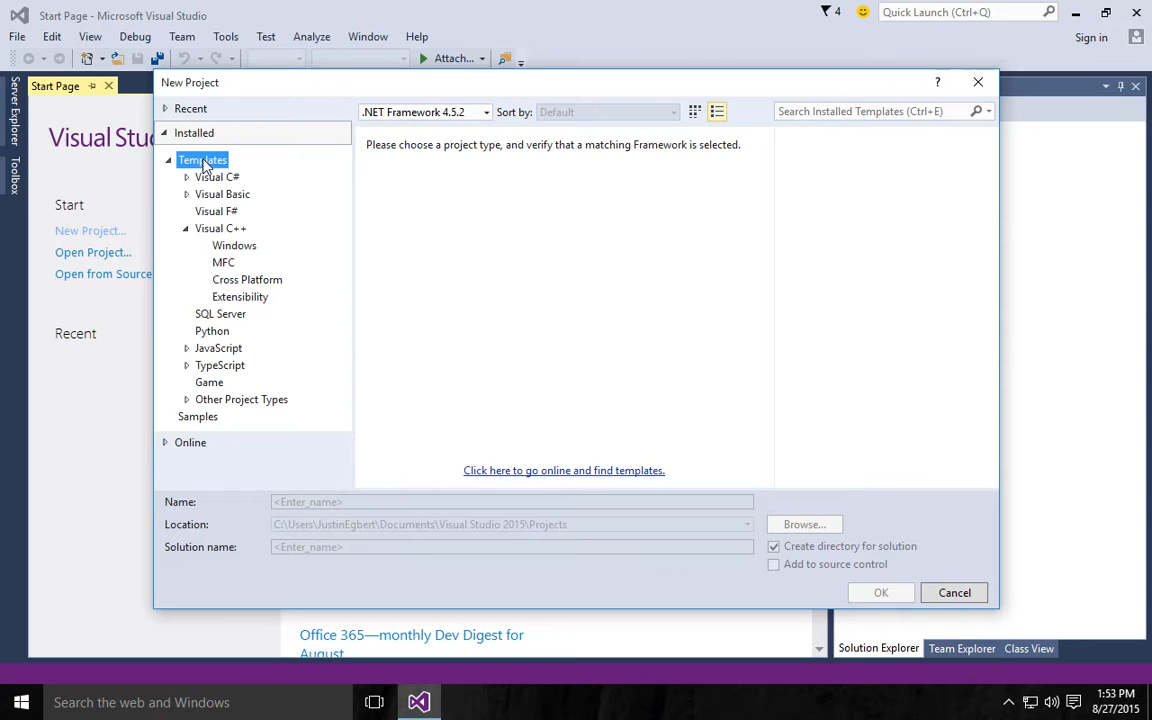 Start Page - Microsoft Visual Studio
4
Quick Launch (Ctrl+Q)
File Edit View Debug Team Tools Test Analyze Window Help
Sign in
Attach...
Server Explorer
Toolbox
Start Page
Visual Stu
Start
New Project...
Open Project...
Open from Source
Recent
New Project
?
Recent
Installed
Templates
Visual C#
Visual Basic
Visual F#
Visual C++
Windows
MFC
Cross Platform
Extensibility
SQL Server
Python
JavaScript
TypeScript
Game
Other Project Types
Samples
Online
.NET Framework 4.5.2
Sort by: Default
Search Installed Templates (Ctrl+E)
Please choose a project type, and verify that a matching Framework is selected.
Click here to go online and find templates.
Name: <Enter_name>
Location: C:\Users\JustinEgbert\Documents\Visual Studio 2015\Projects
Browse...
Solution name: <Enter_name>
Create directory for solution
Add to source control
OK
Cancel
Office 365—monthly Dev Digest for
August
Solution Explorer Team Explorer Class View
Search the web and Windows
1:53 PM
8/27/2015